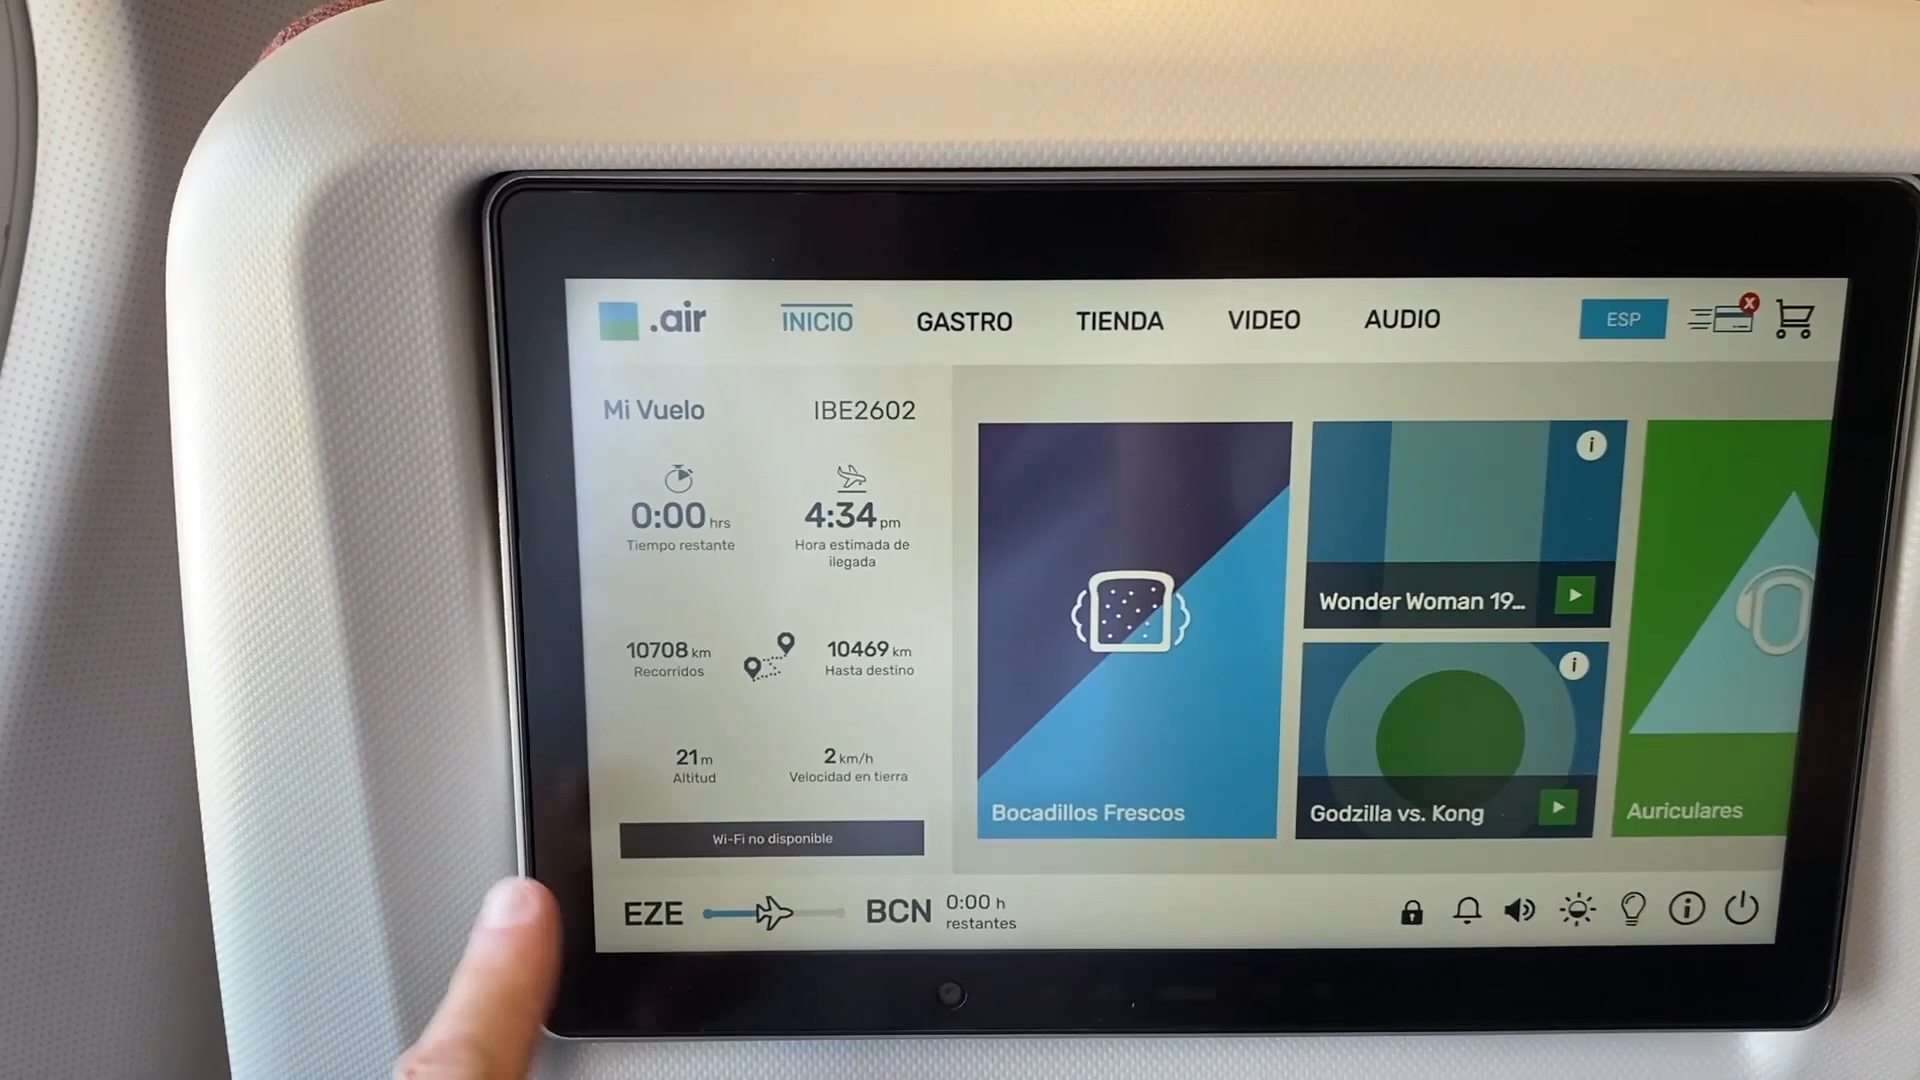 .air
INICIO
GASTRO
TIENDA
VIDEO
AUDIO
ESP
X
Mi Vuelo
IBE2602
0:00 hrs
Tiempo restante
4:34 pm
Hora estimada de
ilegada
10708 km
Recorridos
10469 km
Hasta destino
21 m
Altitud
2 km/h
Velocidad en tierra
Wi-Fi no disponible
Bocadillos Frescos
i
Wonder Woman 19...
i
Godzilla vs. Kong
Auriculares
EZE
BCN
0:00 h
restantes
i